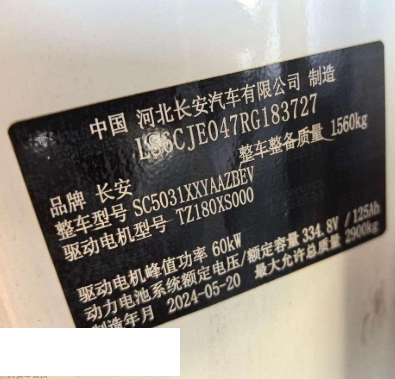 中国 河北长安汽车有限公司 制造
LS6CJE047RG183727
品牌 长安
整车整备质量 1560kg
整车型号 SC5031XXYAAZBEV
驱动电机型号 TZ180XS000
驱动电机峰值功率 60kW
动力电池系统额定电压/额定容量 334.8V /125Ah
制造年月 2024-05-20 最大允许总质量 2900kg